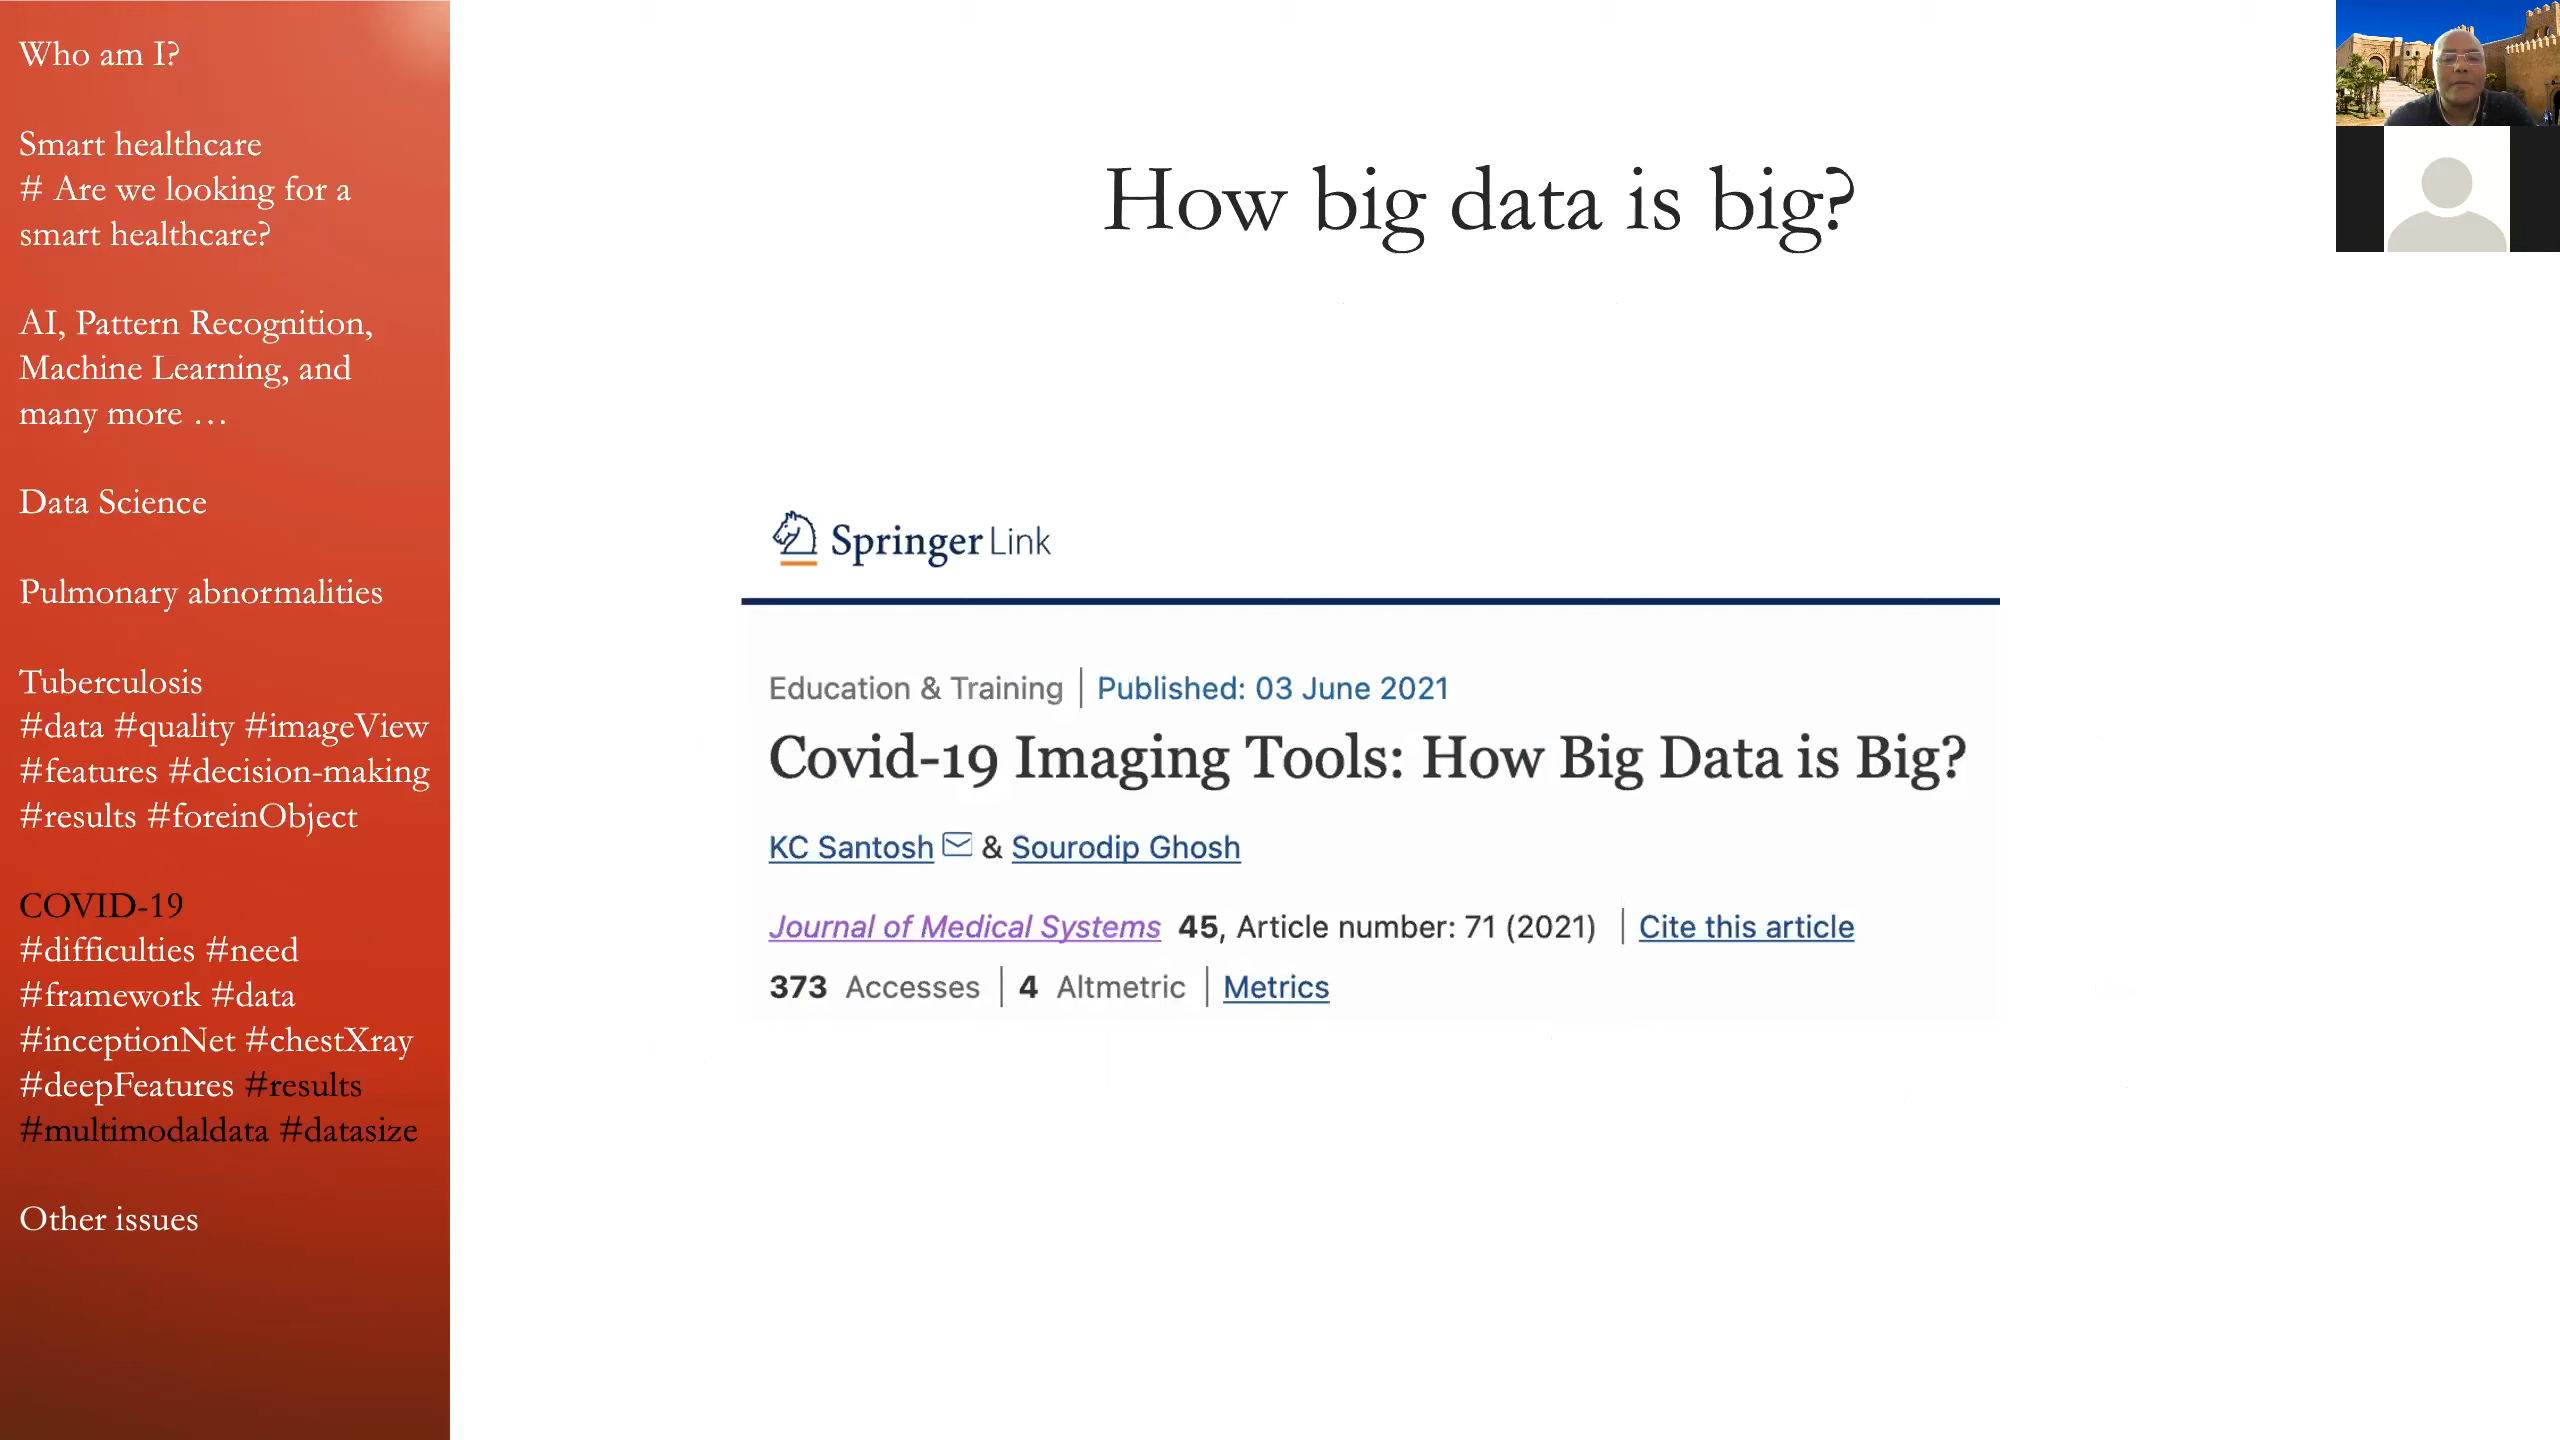 Who am I?
Smart healthcare
# Are we looking for a
smart healthcare?
AI, Pattern Recognition,
Machine Learning, and
many more …
Data Science
Pulmonary abnormalities
Tuberculosis
#data #quality #imageView
#features #decision-making
#results #foreinObject
COVID-19
#difficulties #need
#framework #data
#inceptionNet #chestXray
#deepFeatures #results
#multimodaldata #datasize
Other issues
How big data is big?
Springer Link
Education & Training | Published: 03 June 2021
Covid-19 Imaging Tools: How Big Data is Big?
KC Santosh & Sourodip Ghosh
Journal of Medical Systems 45, Article number: 71 (2021) | Cite this article
373 Accesses | 4 Altmetric | Metrics